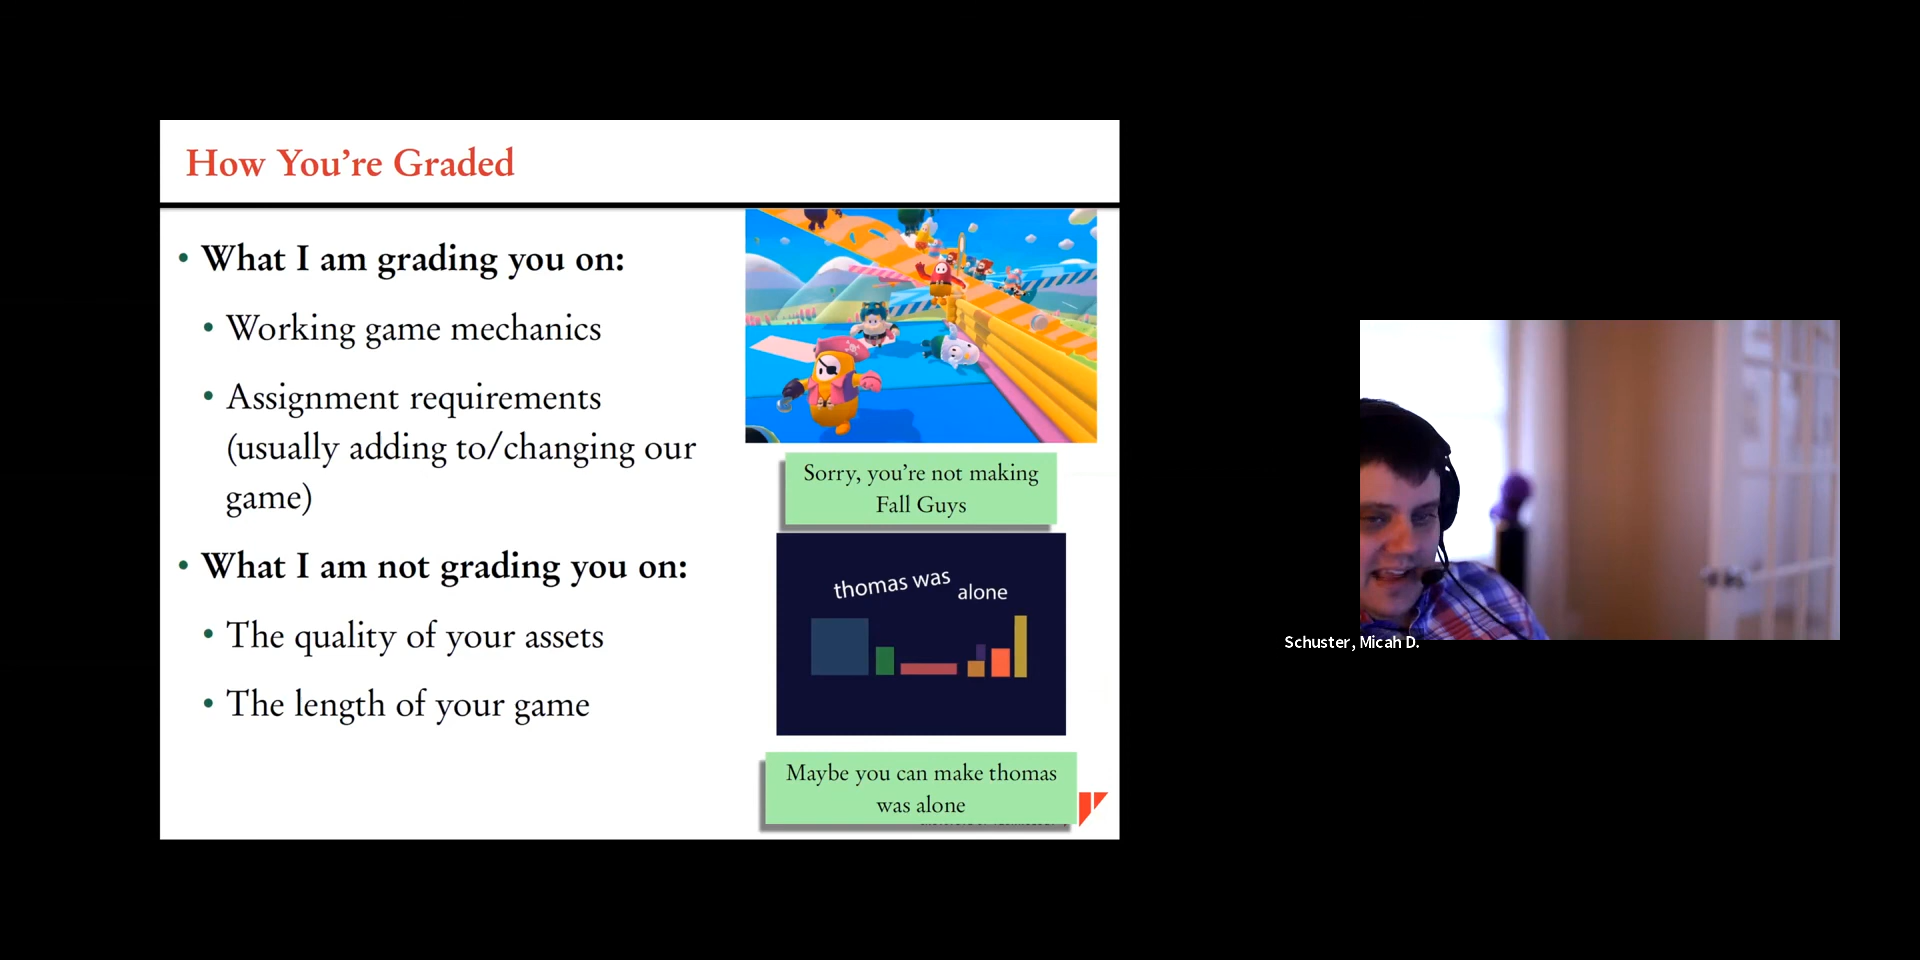 How You're Graded
• What I am grading you on:
• Working game mechanics
• Assignment requirements
(usually adding to/changing our
game)
• What I am not grading you on:
• The quality of your assets
• The length of your game
Sorry, you're not making
Fall Guys
thomas was alone
Maybe you can make thomas
was alone
Schuster, Micah D.